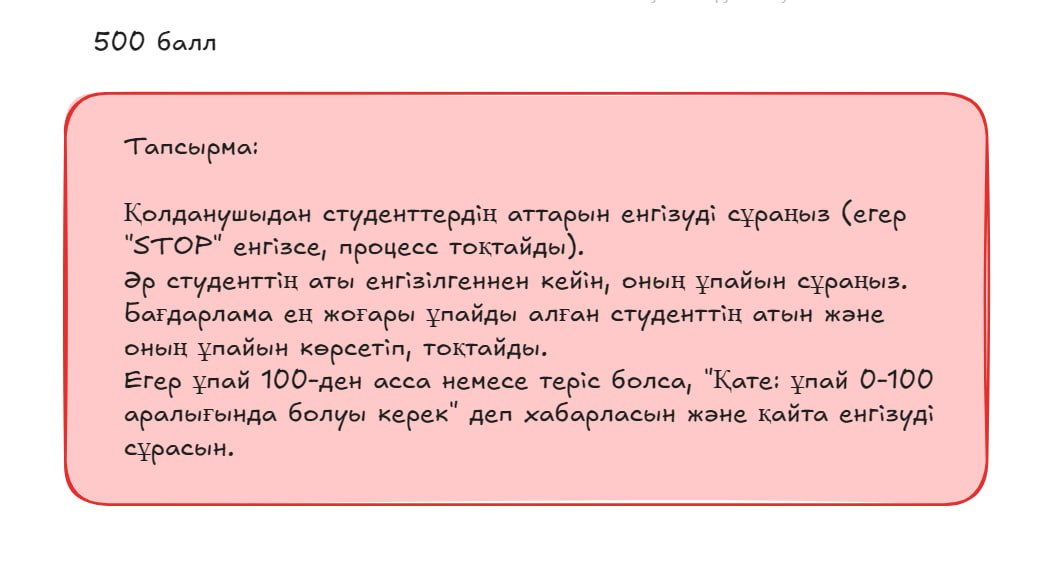 500 балл
Тапсырма:
Қолданушыдан студенттердің аттарын енгізуді сұраңыз (егер
"STOP" енгізсе, процесс тоқтайды).
Әр студенттің аты енгізілгеннен кейін, оның ұпайын сұраңыз.
Бағдарлама ең жоғары ұпайды алған студенттің атын және
оның ұпайын көрсетіп, тоқтайды.
Егер ұпай 100-ден асса немесе теріс болса, "Қате: ұпай 0-100
аралығында болуы керек" деп хабарласын және қайта енгізуді
сұрасын.